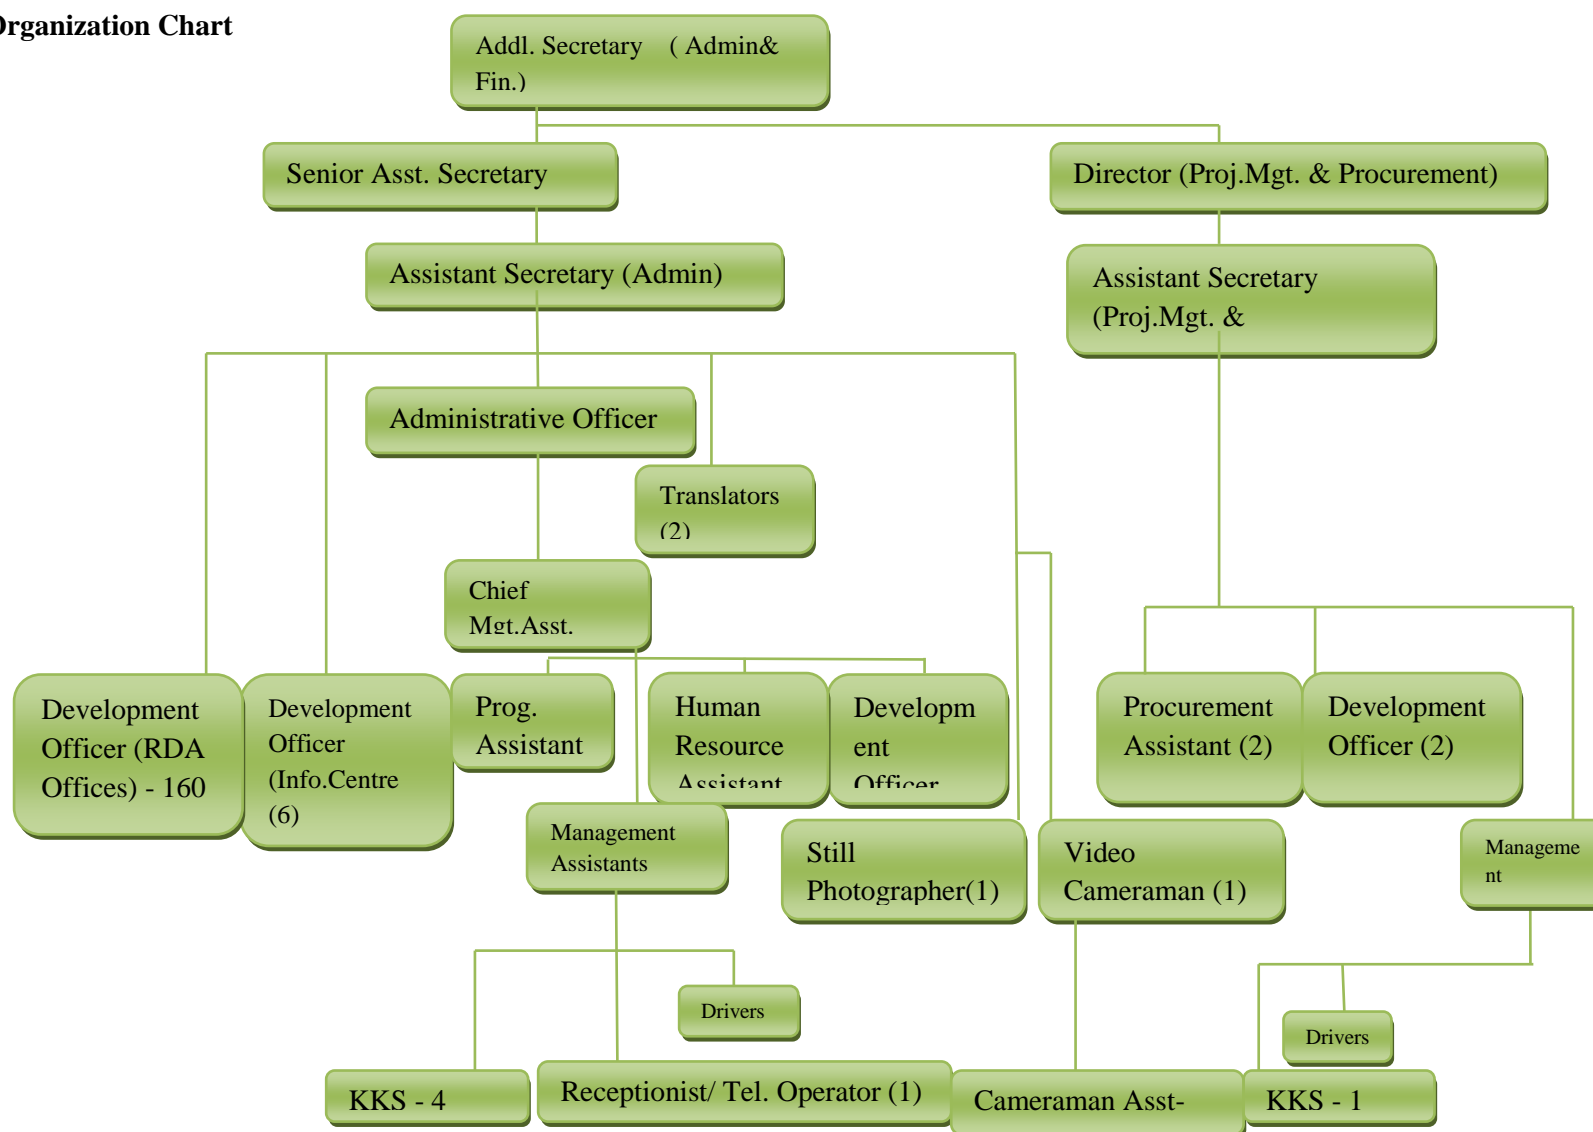 Organization Chart
Addl. Secretary ( Admin&
Fin.)
Senior Asst. Secretary
Director (Proj.Mgt. & Procurement)
Assistant Secretary (Admin)
Assistant Secretary
(Proj.Mgt. &
Administrative Officer
Translators
(2)
Chief
Mgt.Asst.
Development
Officer (RDA
Offices) - 160
Development
Officer
(Info.Centre
(6)
Prog.
Assistant
Human
Resource
Assistant
Developm
ent
Officer
Procurement
Assistant (2)
Development
Officer (2)
Management
Assistants
Still
Photographer(1)
Video
Cameraman (1)
Manageme
nt
Drivers
Drivers
KKS - 4
Receptionist/ Tel. Operator (1)
Cameraman Asst-
KKS - 1